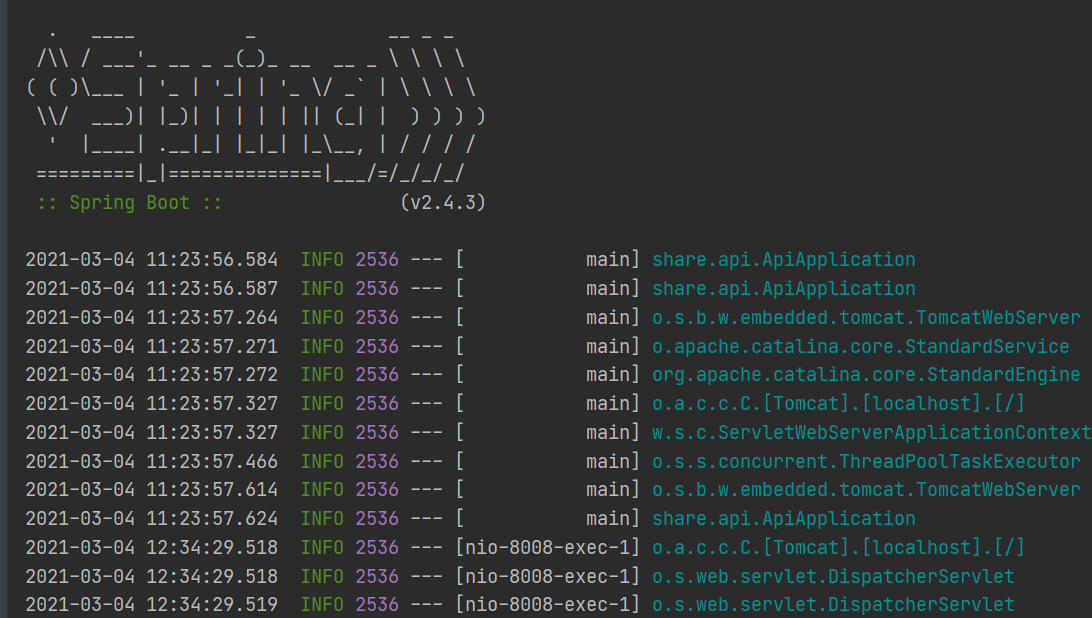 .   ____          _            __ _ _
 /\\ / ___'_ __ _ _(_)_ __  __ _ \ \ \ \
( ( )\___ | '_ | '_| | '_ \/ _` | \ \ \ \
 \\/  ___)| |_)| | | | | || (_| |  ) ) ) )
  '  |____| .__|_| |_|_| |_\__, | / / / /
 =========|_|==============|___/=/_/_/_/
 :: Spring Boot ::                (v2.4.3)
2021-03-04 11:23:56.584  INFO 2536 --- [           main] share.api.ApiApplication
2021-03-04 11:23:56.587  INFO 2536 --- [           main] share.api.ApiApplication
2021-03-04 11:23:57.264  INFO 2536 --- [           main] o.s.b.w.embedded.tomcat.TomcatWebServer
2021-03-04 11:23:57.271  INFO 2536 --- [           main] o.apache.catalina.core.StandardService
2021-03-04 11:23:57.272  INFO 2536 --- [           main] org.apache.catalina.core.StandardEngine
2021-03-04 11:23:57.327  INFO 2536 --- [           main] o.a.c.c.C.[Tomcat].[localhost].[/]
2021-03-04 11:23:57.327  INFO 2536 --- [           main] w.s.c.ServletWebServerApplicationContext
2021-03-04 11:23:57.466  INFO 2536 --- [           main] o.s.s.concurrent.ThreadPoolTaskExecutor
2021-03-04 11:23:57.614  INFO 2536 --- [           main] o.s.b.w.embedded.tomcat.TomcatWebServer
2021-03-04 11:23:57.624  INFO 2536 --- [           main] share.api.ApiApplication
2021-03-04 12:34:29.518  INFO 2536 --- [nio-8008-exec-1] o.a.c.c.C.[Tomcat].[localhost].[/]
2021-03-04 12:34:29.518  INFO 2536 --- [nio-8008-exec-1] o.s.web.servlet.DispatcherServlet
2021-03-04 12:34:29.519  INFO 2536 --- [nio-8008-exec-1] o.s.web.servlet.DispatcherServlet